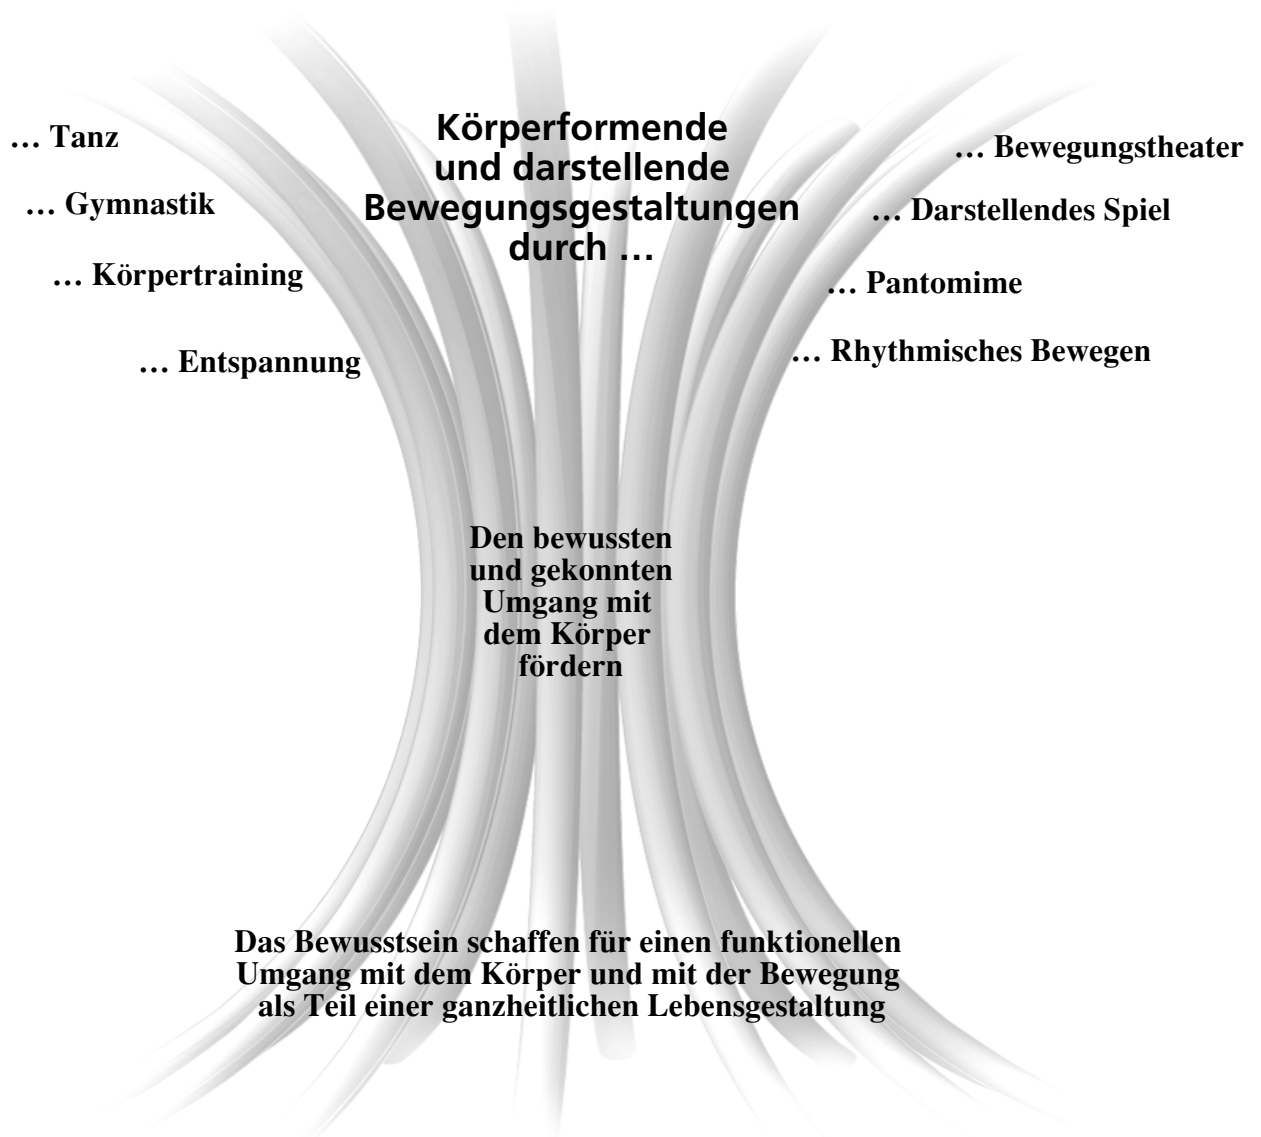 Körperformende
und darstellende
Bewegungsgestaltungen
durch …
… Tanz
… Gymnastik
… Körpertraining
… Entspannung
… Bewegungstheater
… Darstellendes Spiel
… Pantomime
… Rhythmisches Bewegen
Den bewussten
und gekonnten
Umgang mit
dem Körper
fördern
Das Bewusstsein schaffen für einen funktionellen
Umgang mit dem Körper und mit der Bewegung
als Teil einer ganzheitlichen Lebensgestaltung